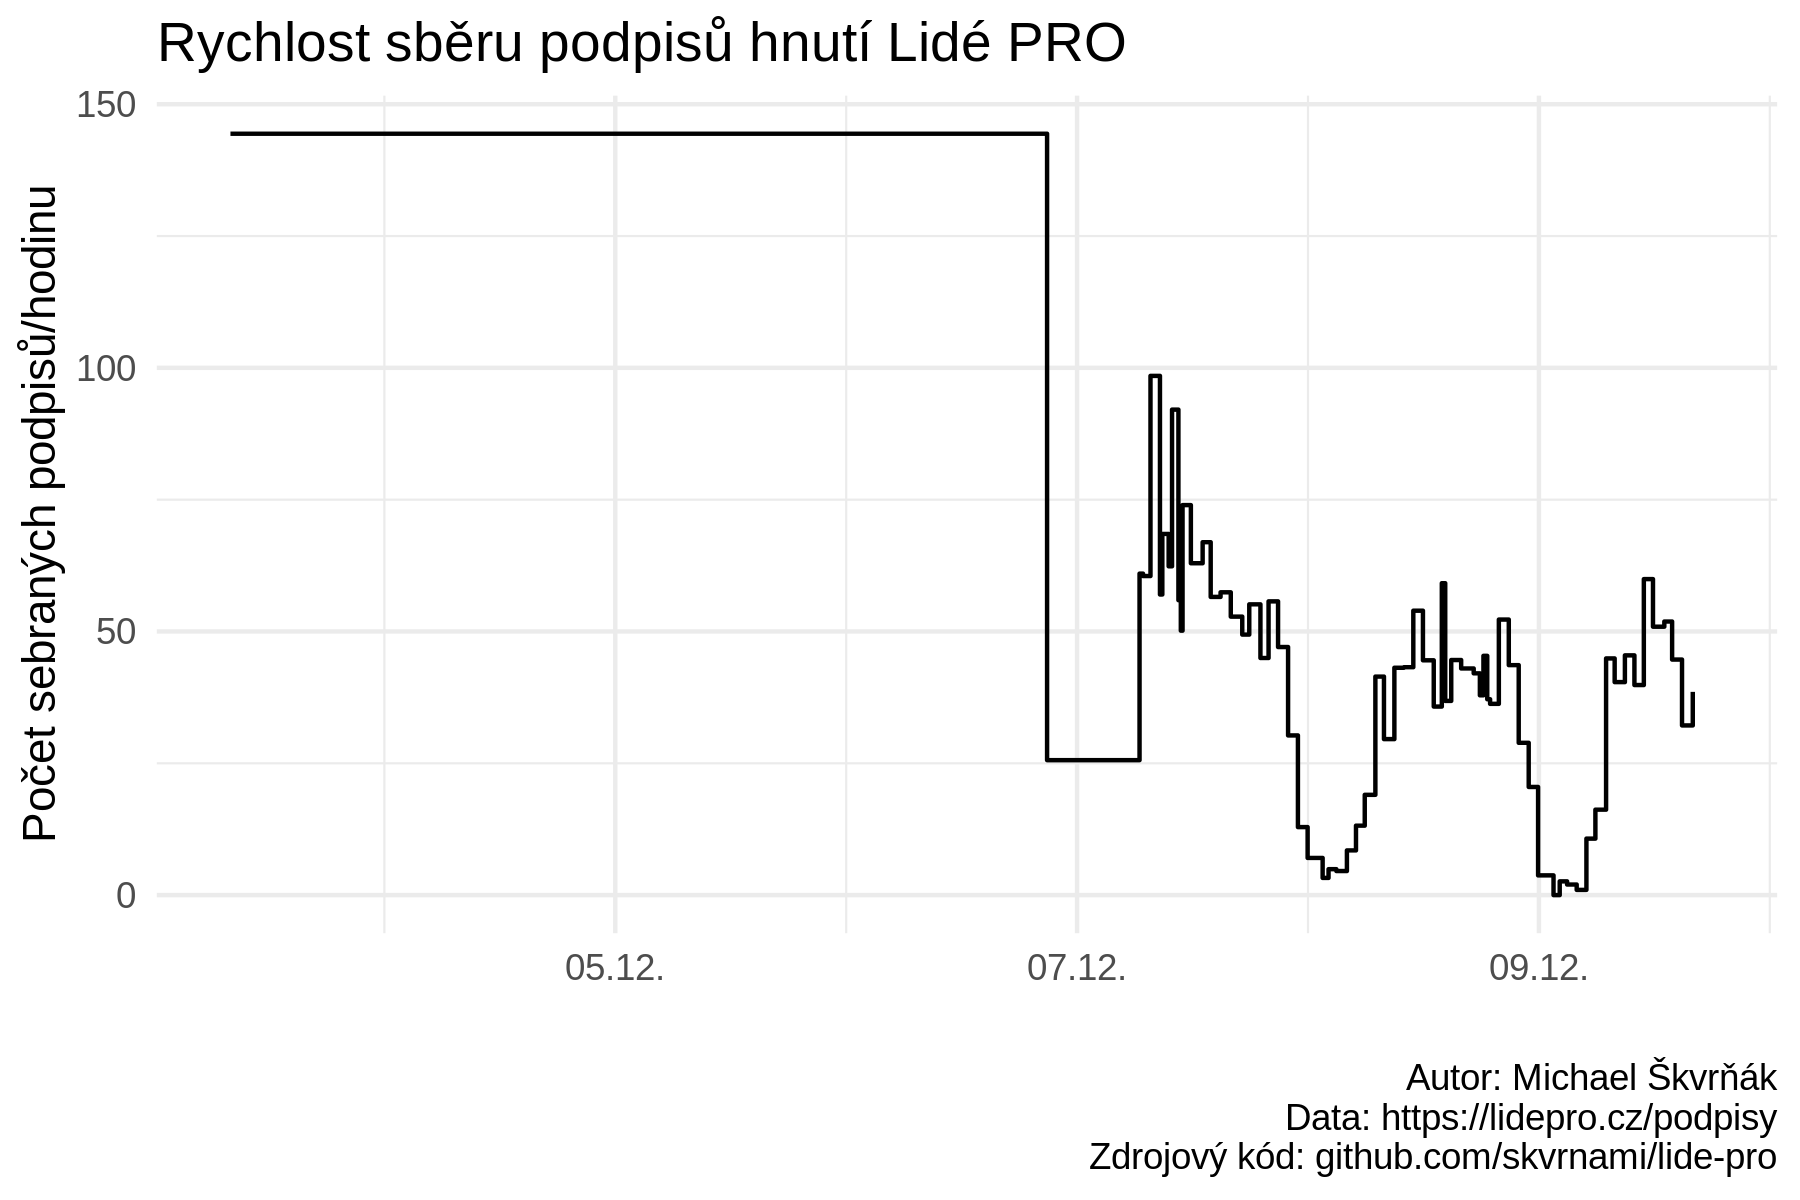 Rychlost sběru podpisů hnutí Lidé PRO
Počet sebraných podpisů/hodinu
150
100
50
0
05.12.
07.12.
09.12.
Autor: Michael Škvrňák
Data: https://lidepro.cz/podpisy
Zdrojový kód: github.com/skvrnami/lide-pro